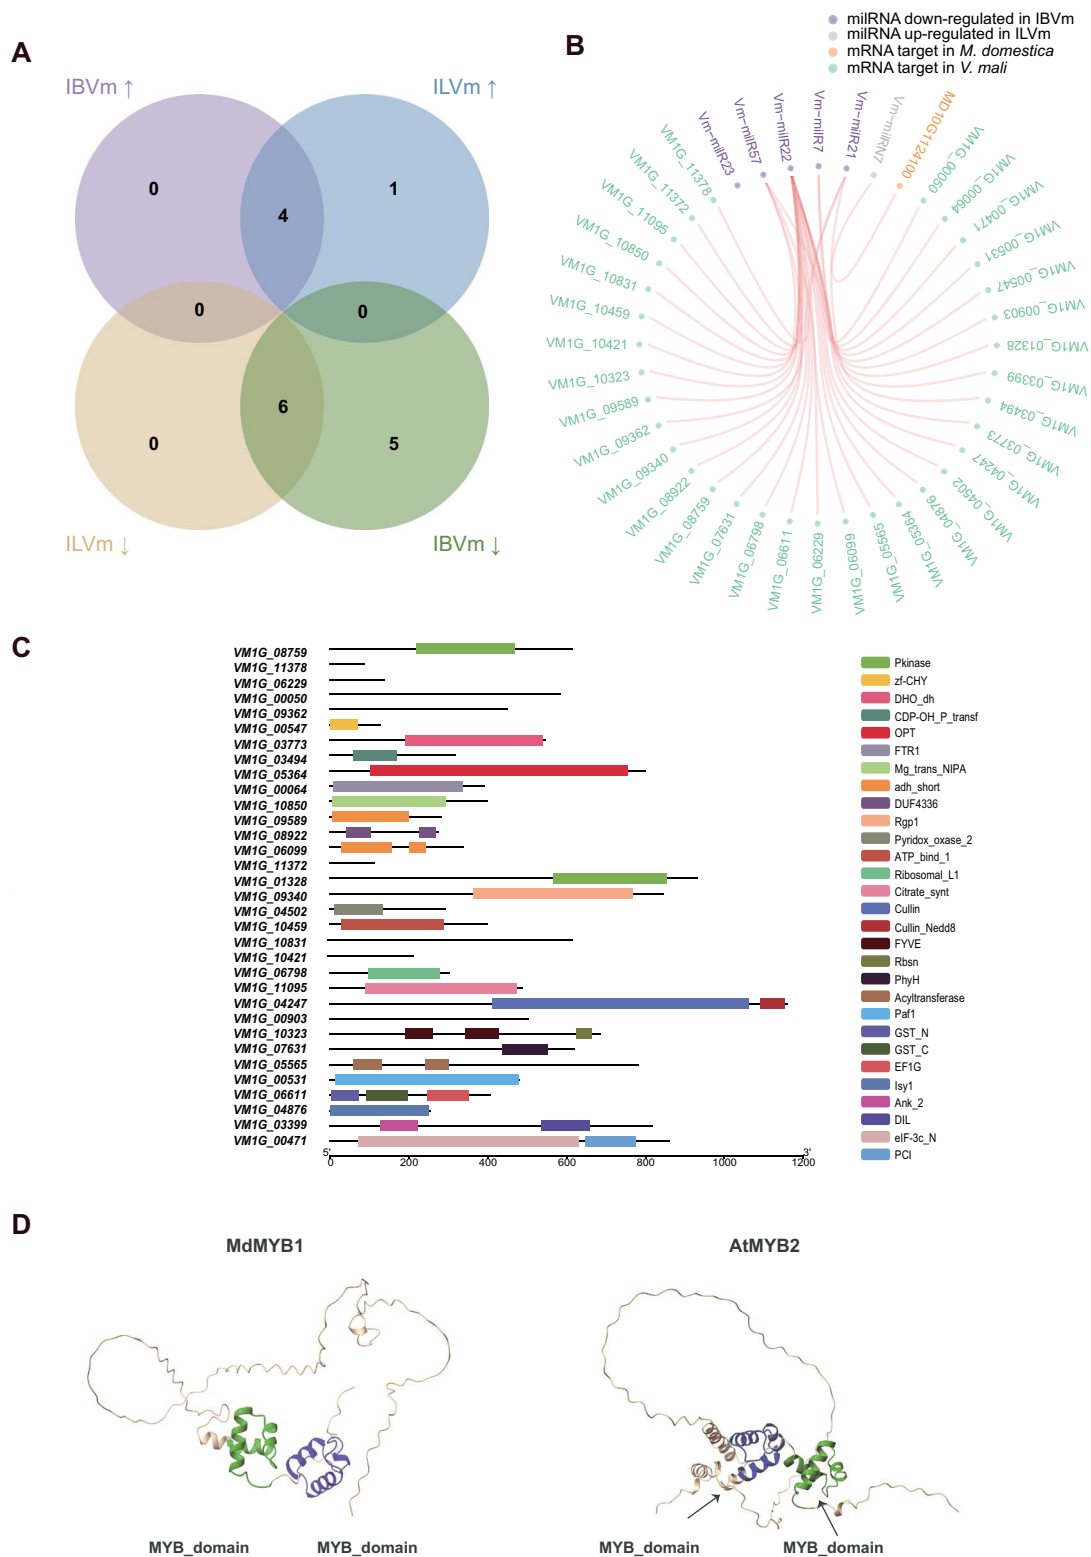 A
IBVm ↑
ILVm ↑
0
4
1
0
0
0
6
5
ILVm ↓
IBVm ↓
B
milRNA down-regulated in IBVm
milRNA up-regulated in ILVm
mRNA target in M. domestica
mRNA target in V. mali
Vm-milR23
Vm-milR57
Vm-milR22
Vm-milR7
Vm-milR21
Vm-milRN7
MD10G1124100
VM1G_00050
VM1G_00064
VM1G_00471
VM1G_00531
VM1G_00547
VM1G_00903
VM1G_01328
VM1G_03399
VM1G_03494
VM1G_03773
VM1G_04247
VM1G_04502
VM1G_04876
VM1G_05364
VM1G_05565
VM1G_06099
VM1G_06229
VM1G_06611
VM1G_06798
VM1G_07631
VM1G_08759
VM1G_08922
VM1G_09340
VM1G_09362
VM1G_09589
VM1G_10323
VM1G_10421
VM1G_10459
VM1G_10831
VM1G_10850
VM1G_11095
VM1G_11372
VM1G_11378
C
VM1G_08759
VM1G_11378
VM1G_06229
VM1G_00050
VM1G_09362
VM1G_00547
VM1G_03773
VM1G_03494
VM1G_05364
VM1G_00064
VM1G_10850
VM1G_09589
VM1G_08922
VM1G_06099
VM1G_11372
VM1G_01328
VM1G_09340
VM1G_04502
VM1G_10459
VM1G_10831
VM1G_10421
VM1G_06798
VM1G_11095
VM1G_04247
VM1G_00903
VM1G_10323
VM1G_07631
VM1G_05565
VM1G_00531
VM1G_06611
VM1G_04876
VM1G_03399
VM1G_00471
5' 3'
0 200 400 600 800 1000 1200
Pkinase
zf-CHY
DHO_dh
CDP-OH_P_transf
OPT
FTR1
Mg_trans_NIPA
adh_short
DUF4336
Rgp1
Pyridox_oxase_2
ATP_bind_1
Ribosomal_L1
Citrate_synt
Cullin
Cullin_Nedd8
FYVE
Rbsn
PhyH
Acyltransferase
Paf1
GST_N
GST_C
EF1G
Isy1
Ank_2
DIL
eIF-3c_N
PCI
D
MdMYB1
AtMYB2
MYB_domain
MYB_domain
MYB_domain
MYB_domain